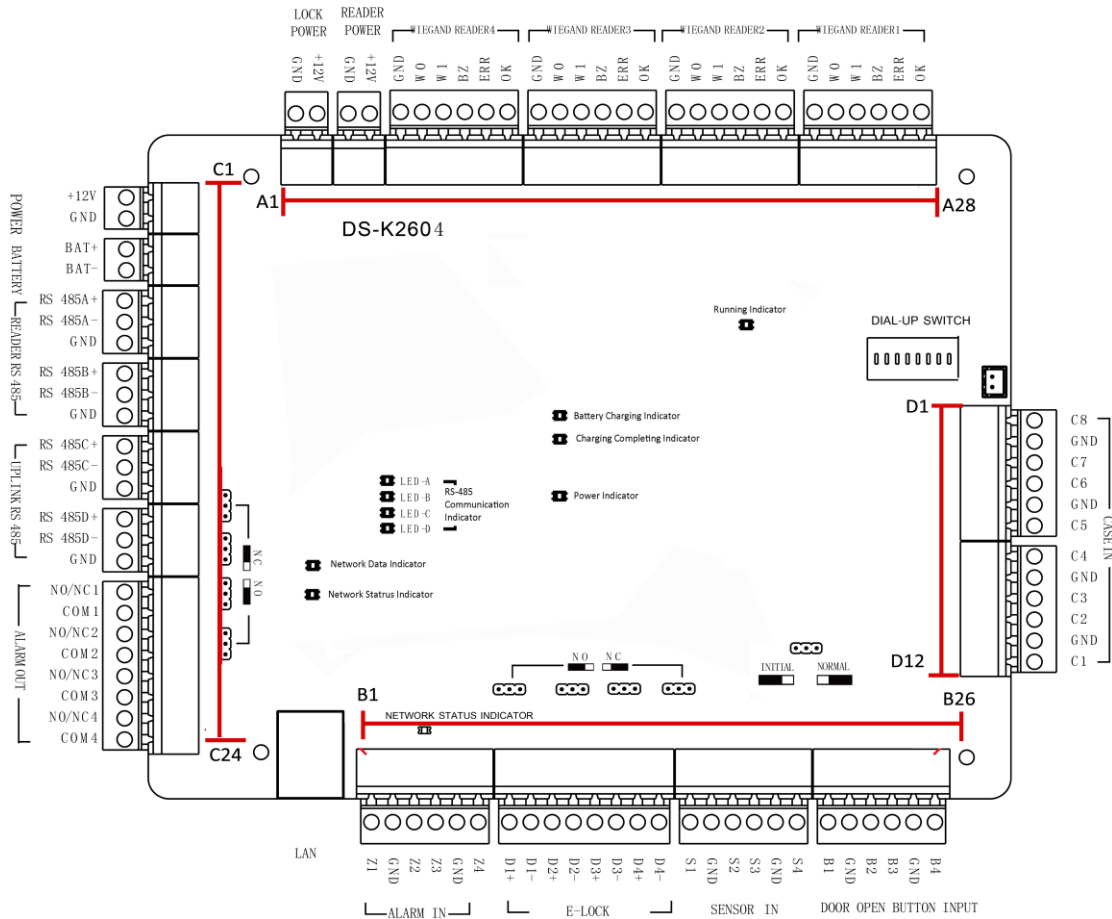 LOCK POWER
READER POWER
WIEGAND READER4
WIEGAND READER3
WIEGAND READER2
WIEGAND READER1
GND +12V
GND +12V
GND W0 W1 BZ ERR OK
GND W0 W1 BZ ERR OK
GND W0 W1 BZ ERR OK
GND W0 W1 BZ ERR OK
C1
A1
A28
DS-K2604
POWER
+12V
GND
BATTERY
BAT+
BAT-
READER RS 485
RS 485A+
RS 485A-
GND
RS 485B+
RS 485B-
GND
UPLINK RS 485
RS 485C+
RS 485C-
GND
RS 485D+
RS 485D-
GND
ALARM OUT
NO/NC1
COM1
NO/NC2
COM2
NO/NC3
COM3
NO/NC4
COM4
C24
NC
NO
Running Indicator
DIAL-UP SWITCH
Battery Charging Indicator
Charging Completing Indicator
Power Indicator
LED-A
LED-B
LED-C
LED-D
RS-485
Communication
Indicator
Network Data Indicator
Network Statrus Indicator
D1
D12
C8
GND
C7
C6
GND
C5
C4
GND
C3
C2
GND
C1
CASE IN
NO
NC
INITIAL
NORMAL
B1
B26
NETWORK STATUS INDICATOR
LAN
Z1 GND Z2 Z3 GND Z4
D1+ D1- D2+ D2- D3+ D3- D4+ D4-
S1 GND S2 S3 GND S4
B1 GND B2 B3 GND B4
ALARM IN
E-LOCK
SENSOR IN
DOOR OPEN BUTTON INPUT